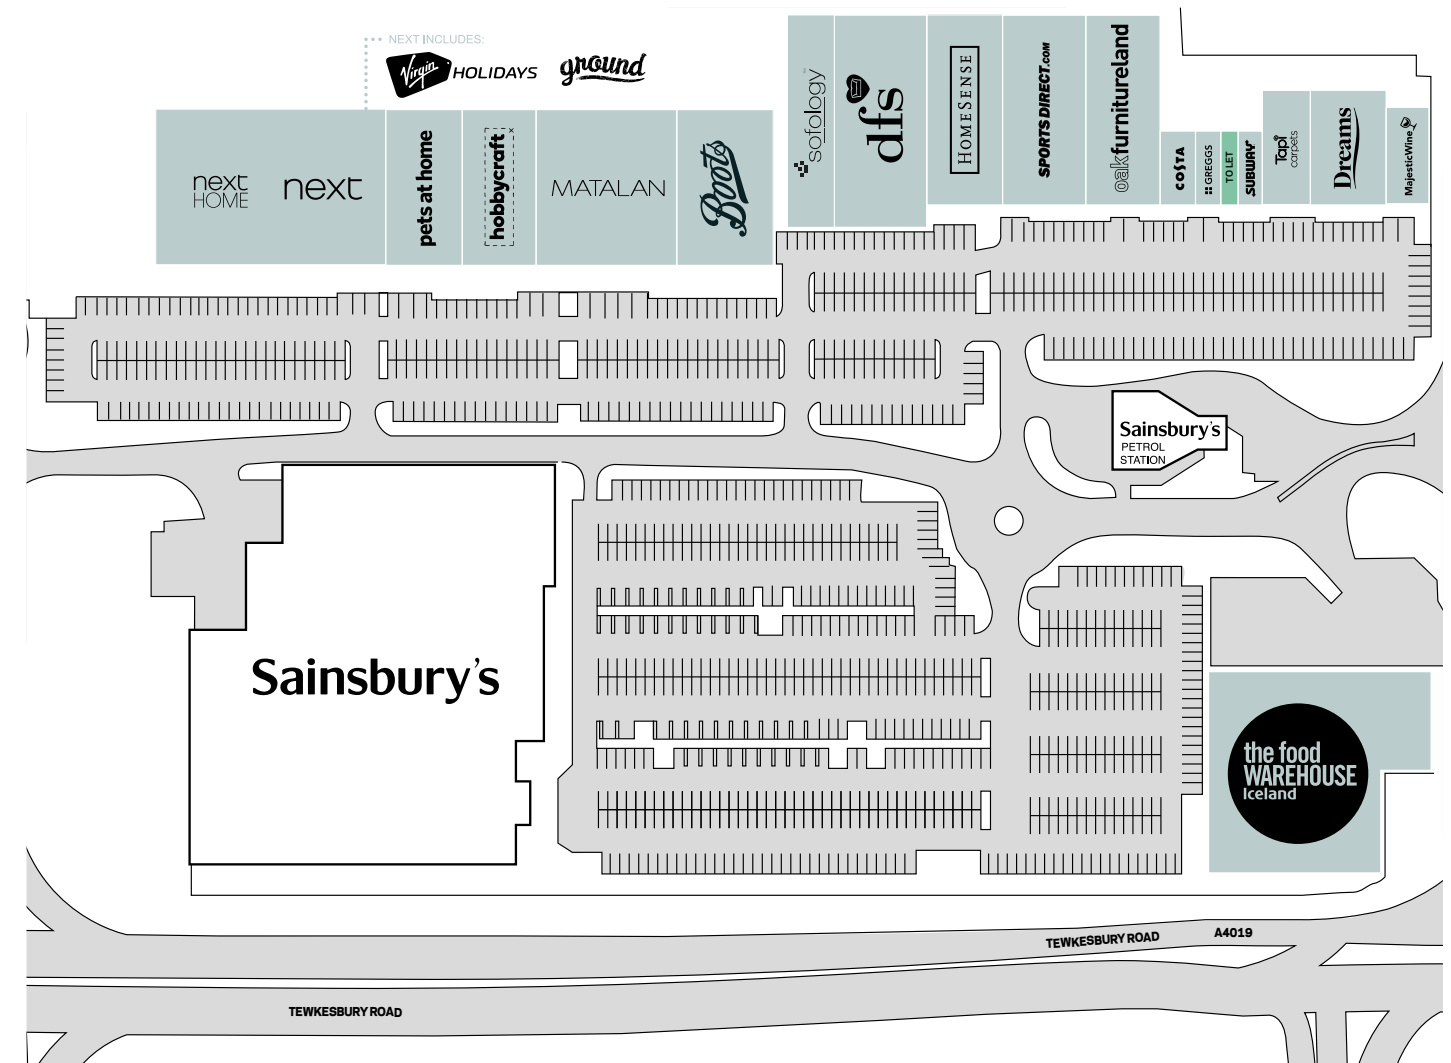 NEXT INCLUDES:
Virgin HOLIDAYS
ground
next
HOME
next
pets at home
hobbycraft
MATALAN
Boots
sofology
dfs
HOMESENSE
SPORTSDIRECT.COM
oakfurnitureland
COSTA
GREGGS
TO LET
SUBWAY
Tapi
carpets
Dreams
MajesticWine
Sainsbury's
PETROL
STATION
Sainsbury's
the food
WAREHOUSE
Iceland
TEWKESBURY ROAD
A4019
TEWKESBURY ROAD